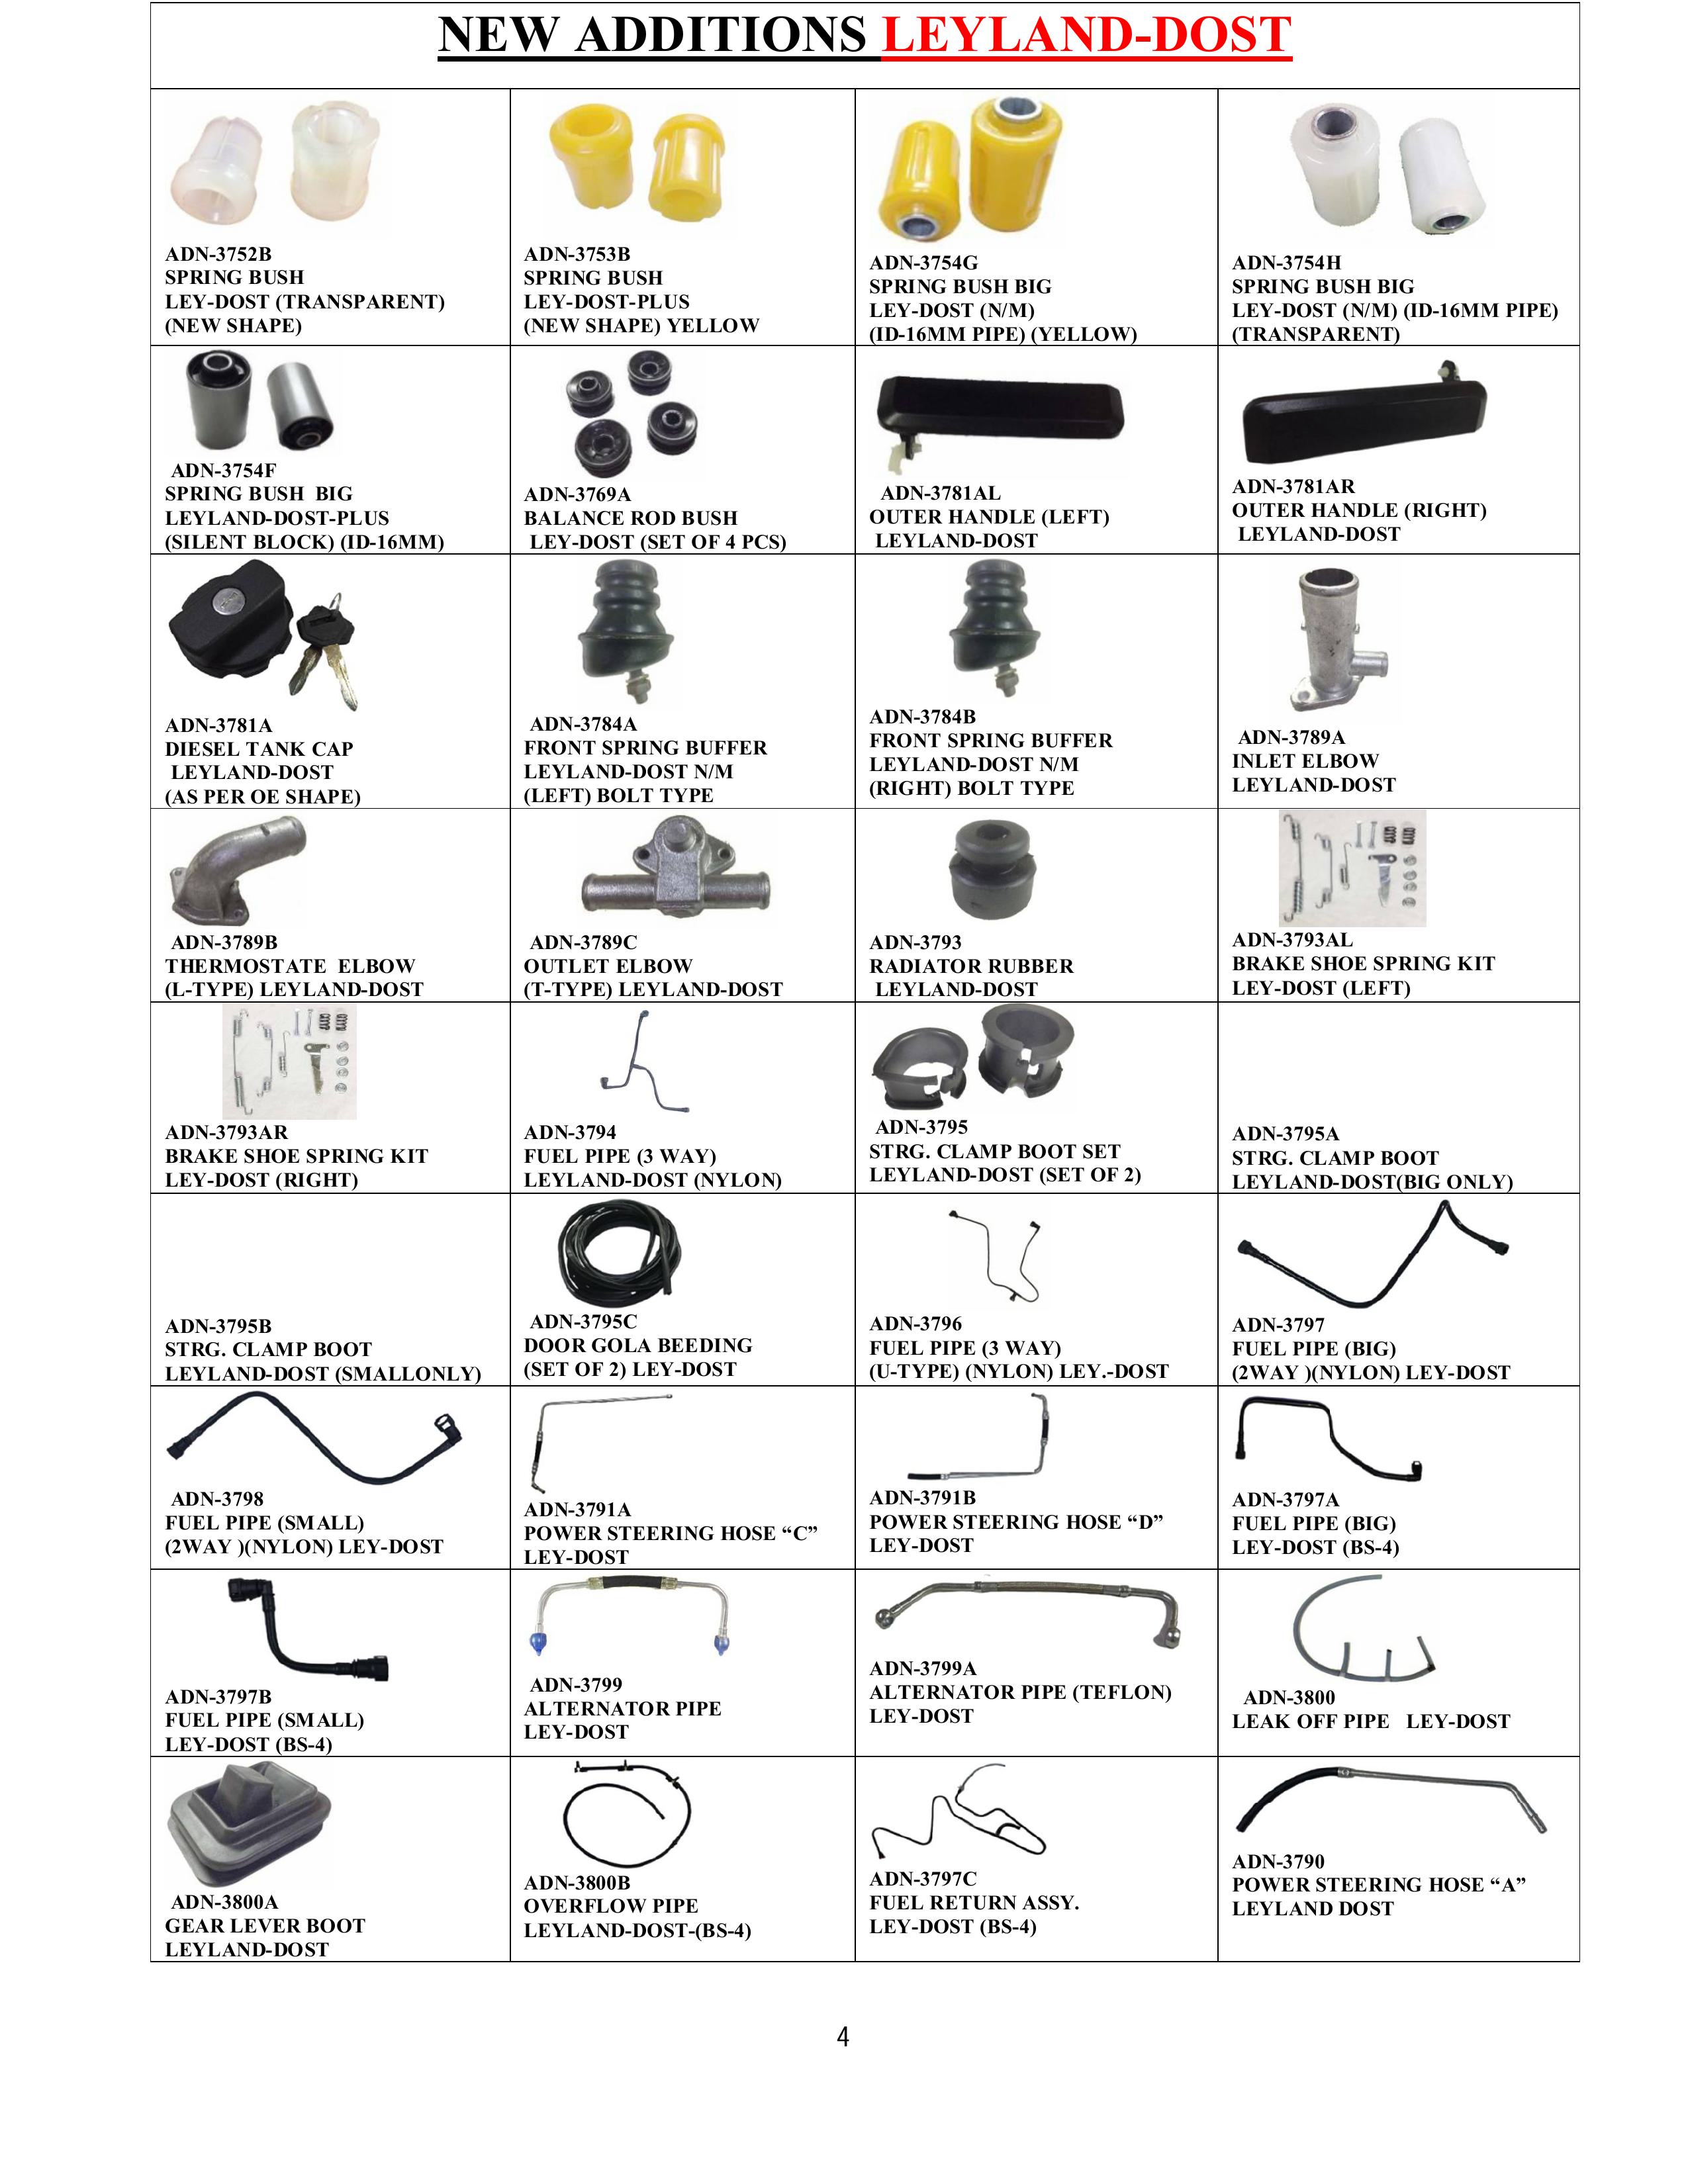 NEW ADDITIONS LEYLAND-DOST
ADN-3752B
SPRING BUSH
LEY-DOST (TRANSPARENT)
(NEW SHAPE)
ADN-3753B
SPRING BUSH
LEY-DOST-PLUS
(NEW SHAPE) YELLOW
ADN-3754G
SPRING BUSH BIG
LEY-DOST (N/M)
(ID-16MM PIPE) (YELLOW)
ADN-3754H
SPRING BUSH BIG
LEY-DOST (N/M) (ID-16MM PIPE)
(TRANSPARENT)
ADN-3754F
SPRING BUSH BIG
LEYLAND-DOST-PLUS
(SILENT BLOCK) (ID-16MM)
ADN-3769A
BALANCE ROD BUSH
LEY-DOST (SET OF 4 PCS)
ADN-3781AL
OUTER HANDLE (LEFT)
LEYLAND-DOST
ADN-3781AR
OUTER HANDLE (RIGHT)
LEYLAND-DOST
ADN-3781A
DIESEL TANK CAP
LEYLAND-DOST
(AS PER OE SHAPE)
ADN-3784A
FRONT SPRING BUFFER
LEYLAND-DOST N/M
(LEFT) BOLT TYPE
ADN-3784B
FRONT SPRING BUFFER
LEYLAND-DOST N/M
(RIGHT) BOLT TYPE
ADN-3789A
INLET ELBOW
LEYLAND-DOST
ADN-3789B
THERMOSTATE ELBOW
(L-TYPE) LEYLAND-DOST
ADN-3789C
OUTLET ELBOW
(T-TYPE) LEYLAND-DOST
ADN-3793
RADIATOR RUBBER
LEYLAND-DOST
ADN-3793AL
BRAKE SHOE SPRING KIT
LEY-DOST (LEFT)
ADN-3793AR
BRAKE SHOE SPRING KIT
LEY-DOST (RIGHT)
ADN-3794
FUEL PIPE (3 WAY)
LEYLAND-DOST (NYLON)
ADN-3795
STRG. CLAMP BOOT SET
LEYLAND-DOST (SET OF 2)
ADN-3795A
STRG. CLAMP BOOT
LEYLAND-DOST(BIG ONLY)
ADN-3795B
STRG. CLAMP BOOT
LEYLAND-DOST (SMALLONLY)
ADN-3795C
DOOR GOLA BEEDING
(SET OF 2) LEY-DOST
ADN-3796
FUEL PIPE (3 WAY)
(U-TYPE) (NYLON) LEY.-DOST
ADN-3797
FUEL PIPE (BIG)
(2WAY )(NYLON) LEY-DOST
ADN-3798
FUEL PIPE (SMALL)
(2WAY )(NYLON) LEY-DOST
ADN-3791A
POWER STEERING HOSE “C”
LEY-DOST
ADN-3791B
POWER STEERING HOSE “D”
LEY-DOST
ADN-3797A
FUEL PIPE (BIG)
LEY-DOST (BS-4)
ADN-3797B
FUEL PIPE (SMALL)
LEY-DOST (BS-4)
ADN-3799
ALTERNATOR PIPE
LEY-DOST
ADN-3799A
ALTERNATOR PIPE (TEFLON)
LEY-DOST
ADN-3800
LEAK OFF PIPE LEY-DOST
ADN-3800A
GEAR LEVER BOOT
LEYLAND-DOST
ADN-3800B
OVERFLOW PIPE
LEYLAND-DOST-(BS-4)
ADN-3797C
FUEL RETURN ASSY.
LEY-DOST (BS-4)
ADN-3790
POWER STEERING HOSE “A”
LEYLAND DOST
4